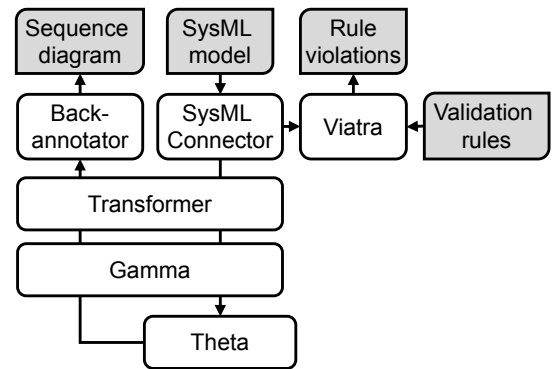 Sequence
diagram
SysML
model
Rule
violations
Back-
annotator
SysML
Connector
Viatra
Validation
rules
Transformer
Gamma
Theta